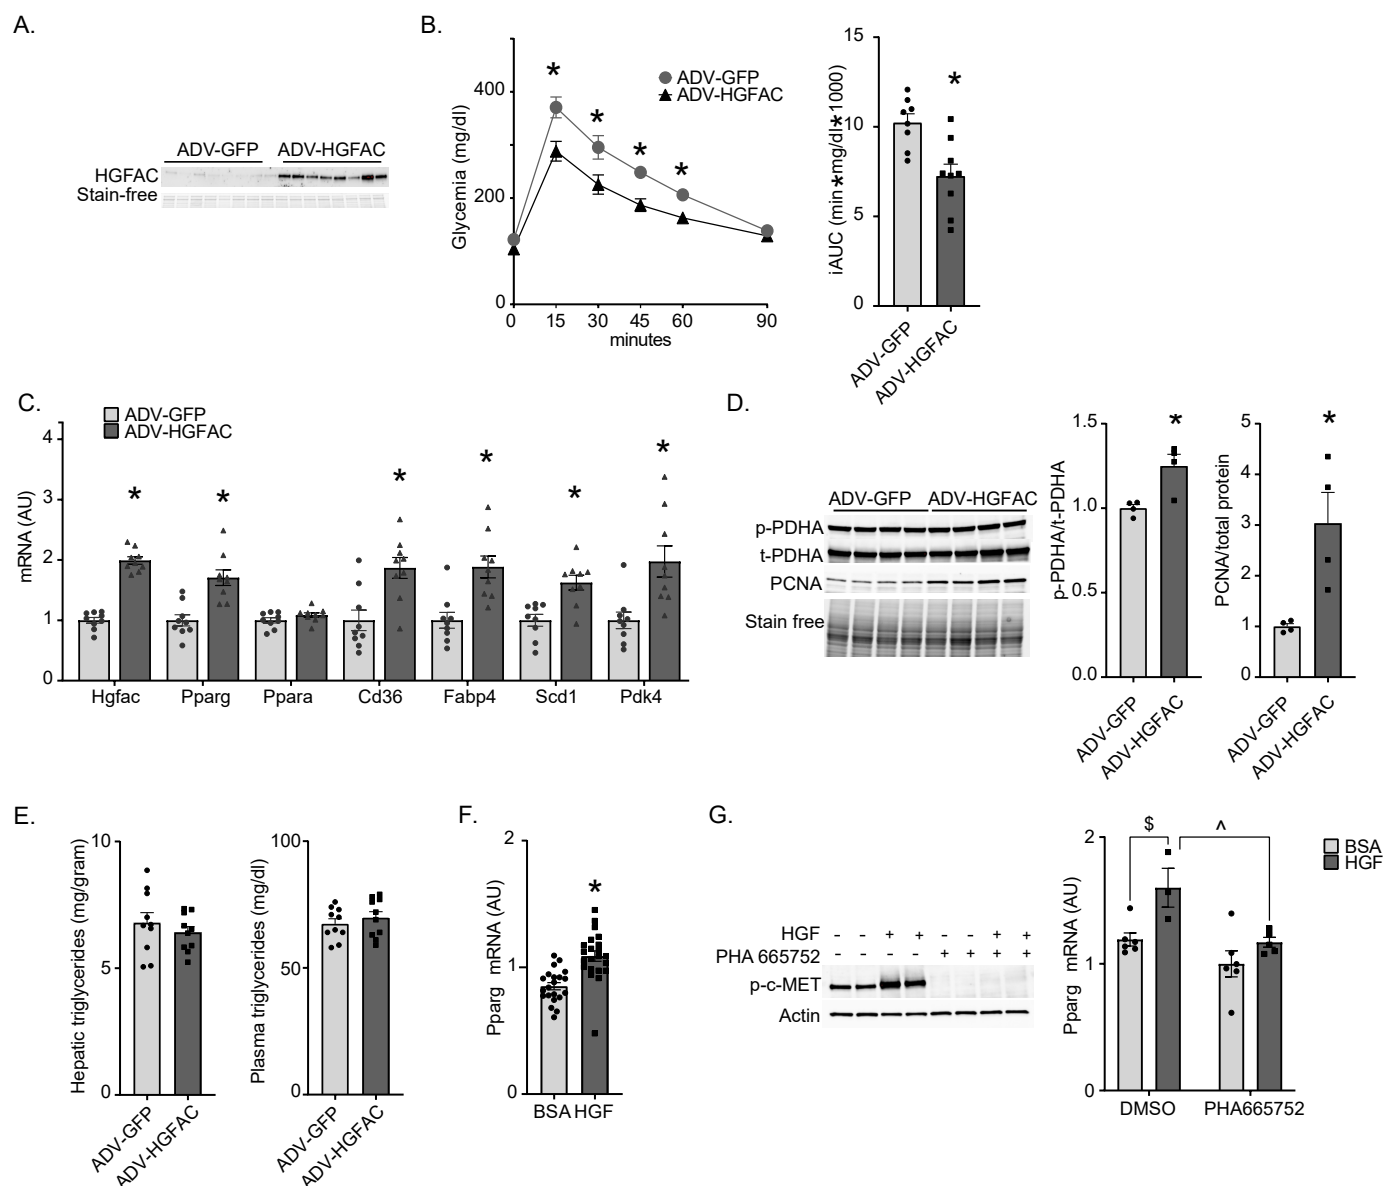 A.
ADV-GFP ADV-HGFAC
HGFAC
Stain-free
B.
Glycemia (mg/dl)
400
200
0
0 15 30 45 60 90
minutes
ADV-GFP
ADV-HGFAC
* * * *
iAUC (min*mg/dl*1000)
15
10
5
0
*
ADV-GFP
ADV-HGFAC
C.
ADV-GFP
ADV-HGFAC
mRNA (AU)
4
3
2
1
0
* * * * * *
Hgfac Pparg Ppara Cd36 Fabp4 Scd1 Pdk4
D.
ADV-GFP ADV-HGFAC
p-PDHA
t-PDHA
PCNA
Stain free
p-PDHA/t-PDHA
1.5
1.0
0.5
0.0
*
ADV-GFP
ADV-HGFAC
PCNA/total protein
5
4
3
2
1
0
*
ADV-GFP
ADV-HGFAC
E.
Hepatic triglycerides (mg/gram)
10
5
0
ADV-GFP
ADV-HGFAC
Plasma triglycerides (mg/dl)
100
50
0
ADV-GFP
ADV-HGFAC
F.
Pparg mRNA (AU)
2
1
0
*
BSA HGF
G.
HGF - - + + - - + +
PHA 665752 - - - - + + + +
p-c-MET
Actin
Pparg mRNA (AU)
2
1
0
$ ^
BSA
HGF
DMSO PHA665752